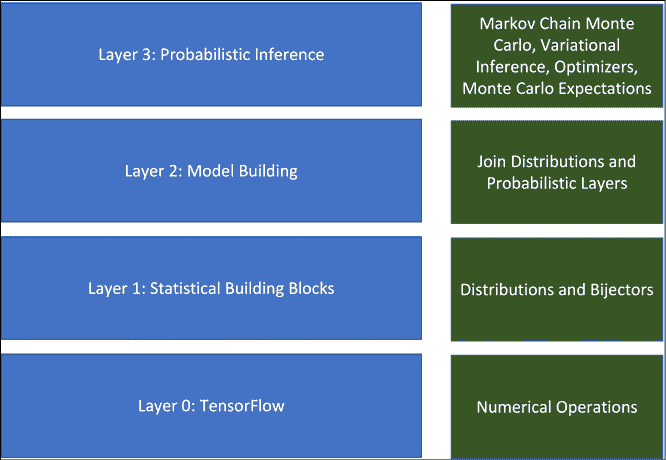 Layer 3: Probabilistic Inference
Markov Chain Monte
Carlo, Variational
Inference, Optimizers,
Monte Carlo Expectations
Layer 2: Model Building
Join Distributions and
Probabilistic Layers
Layer 1: Statistical Building Blocks
Distributions and Bijectors
Layer 0: TensorFlow
Numerical Operations